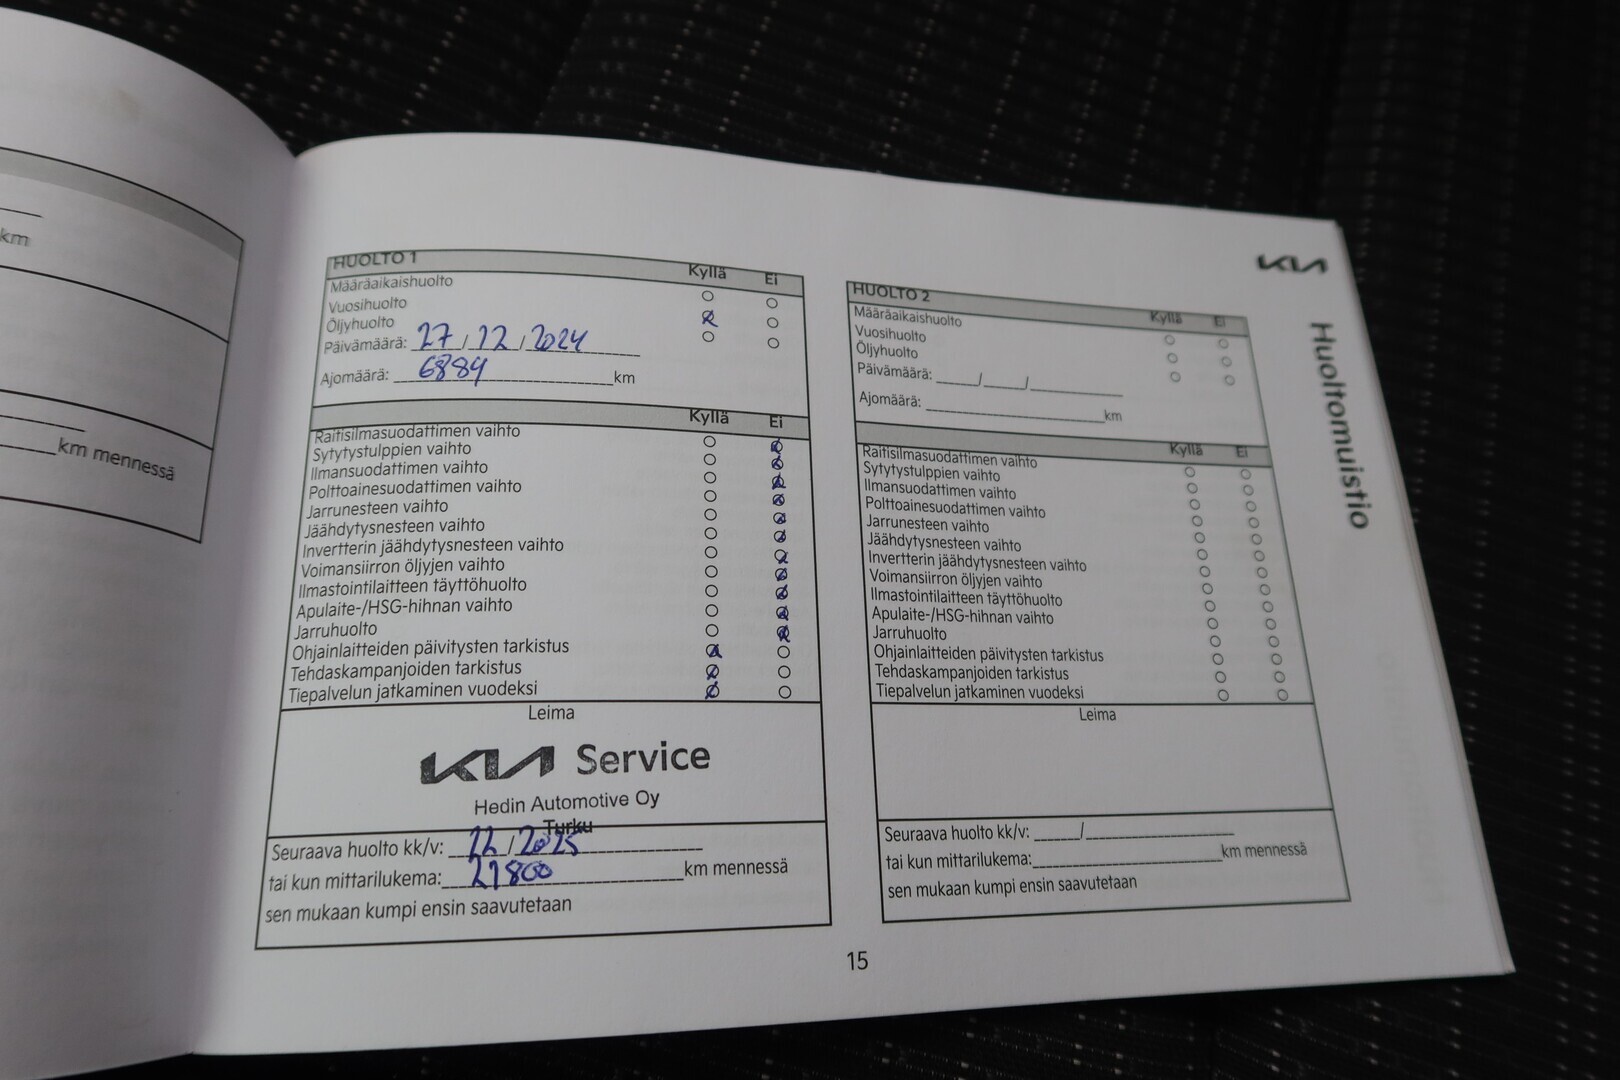 km
km mennessä
KIA
Huoltomuistio
HUOLTO 1 Kyllä Ei
Määräaikaishuolto
Vuosihuolto
Öljyhuolto
Päivämäärä: 27/12/2024
Ajomäärä: 6884 km
Kyllä Ei
Raitisilmasuodattimen vaihto
Sytytystulppien vaihto
Ilmansuodattimen vaihto
Polttoainesuodattimen vaihto
Jarrunesteen vaihto
Jäähdytysnesteen vaihto
Invertterin jäähdytysnesteen vaihto
Voimansiirron öljyjen vaihto
Ilmastointilaitteen täyttöhuolto
Apulaite-/HSG-hihnan vaihto
Jarruhuolto
Ohjainlaitteiden päivitysten tarkistus
Tehdaskampanjoiden tarkistus
Tiepalvelun jatkaminen vuodeksi
Leima
KIA Service
Hedin Automotive Oy
Turku
Seuraava huolto kk/v: 12/2025
tai kun mittarilukema: 21800 km mennessä
sen mukaan kumpi ensin saavutetaan
HUOLTO 2 Kyllä Ei
Määräaikaishuolto
Vuosihuolto
Öljyhuolto
Päivämäärä: / /
Ajomäärä: km
Kyllä Ei
Raitisilmasuodattimen vaihto
Sytytystulppien vaihto
Ilmansuodattimen vaihto
Polttoainesuodattimen vaihto
Jarrunesteen vaihto
Jäähdytysnesteen vaihto
Invertterin jäähdytysnesteen vaihto
Voimansiirron öljyjen vaihto
Ilmastointilaitteen täyttöhuolto
Apulaite-/HSG-hihnan vaihto
Jarruhuolto
Ohjainlaitteiden päivitysten tarkistus
Tehdaskampanjoiden tarkistus
Tiepalvelun jatkaminen vuodeksi
Leima
Seuraava huolto kk/v: /
tai kun mittarilukema: km mennessä
sen mukaan kumpi ensin saavutetaan
15